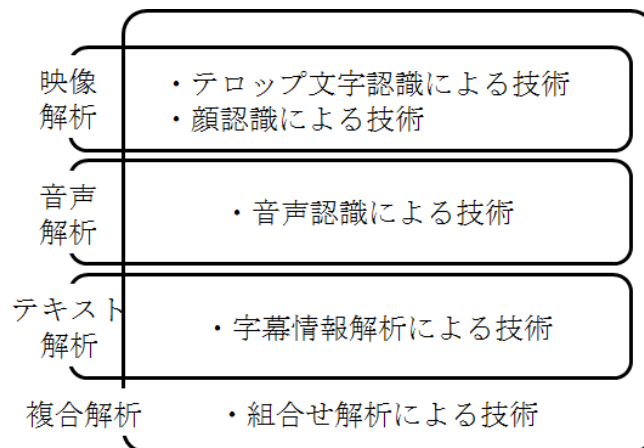 映像
解析
・テロップ文字認識による技術
・顔認識による技術
音声
解析
・音声認識による技術
テキスト
解析
・字幕情報解析による技術
複合解析
・組合せ解析による技術